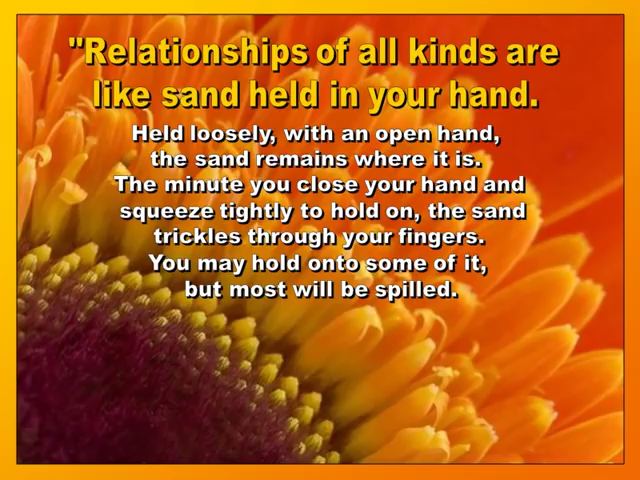 "Relationships of all kinds are
like sand held in your hand.
Held loosely, with an open hand,
the sand remains where it is.
The minute you close your hand and
squeeze tightly to hold on, the sand
trickles through your fingers.
You may hold onto some of it,
but most will be spilled.